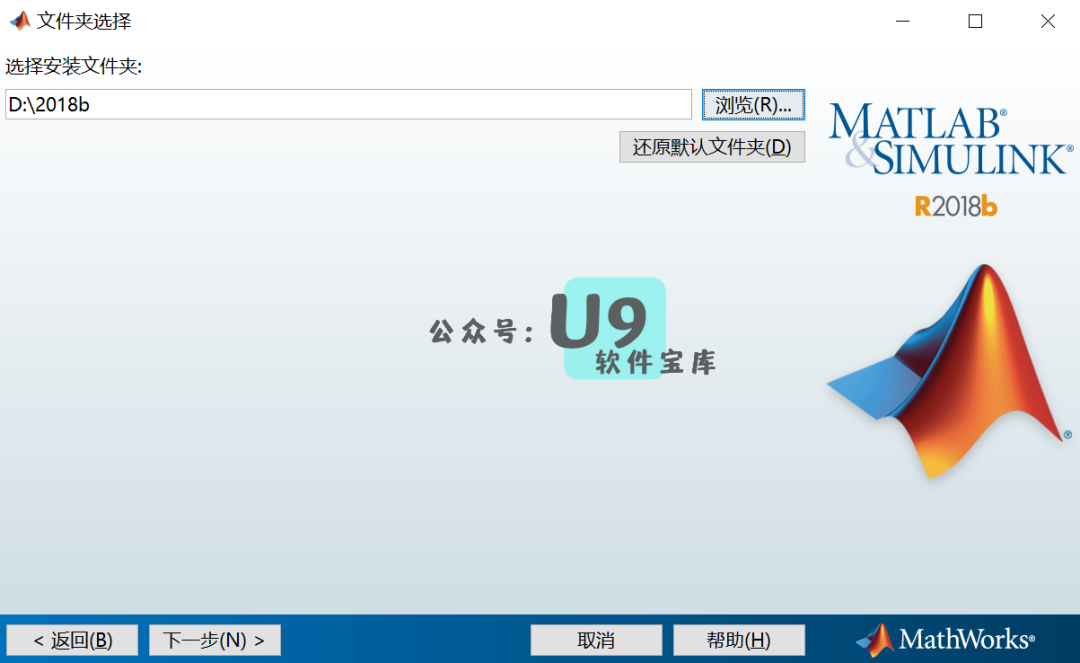 文件夹选择
选择安装文件夹:
D:\2018b
浏览(R)...
还原默认文件夹(D)
MATLAB®
&SIMULINK®
R2018b
公众号: U9
软件宝库
®
< 返回(B)
下一步(N) >
取消
帮助(H)
MathWorks®